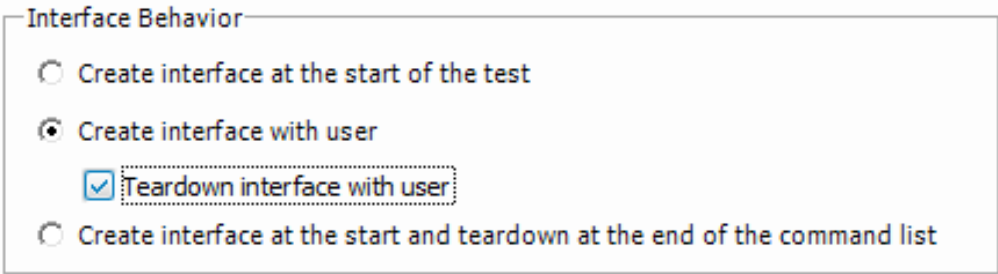 Interface Behavior
Create interface at the start of the test
Create interface with user
Teardown interface with user
Create interface at the start and teardown at the end of the command list